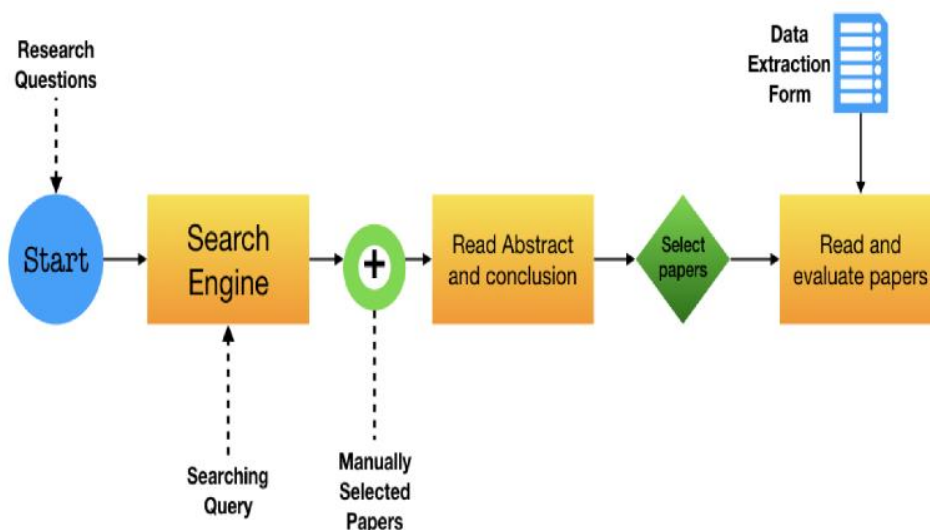 Research
Questions
Data
Extraction
Form
Start
Search
Engine
+
Read Abstract
and conclusion
Select
papers
Read and
evaluate papers
Searching
Query
Manually
Selected
Papers